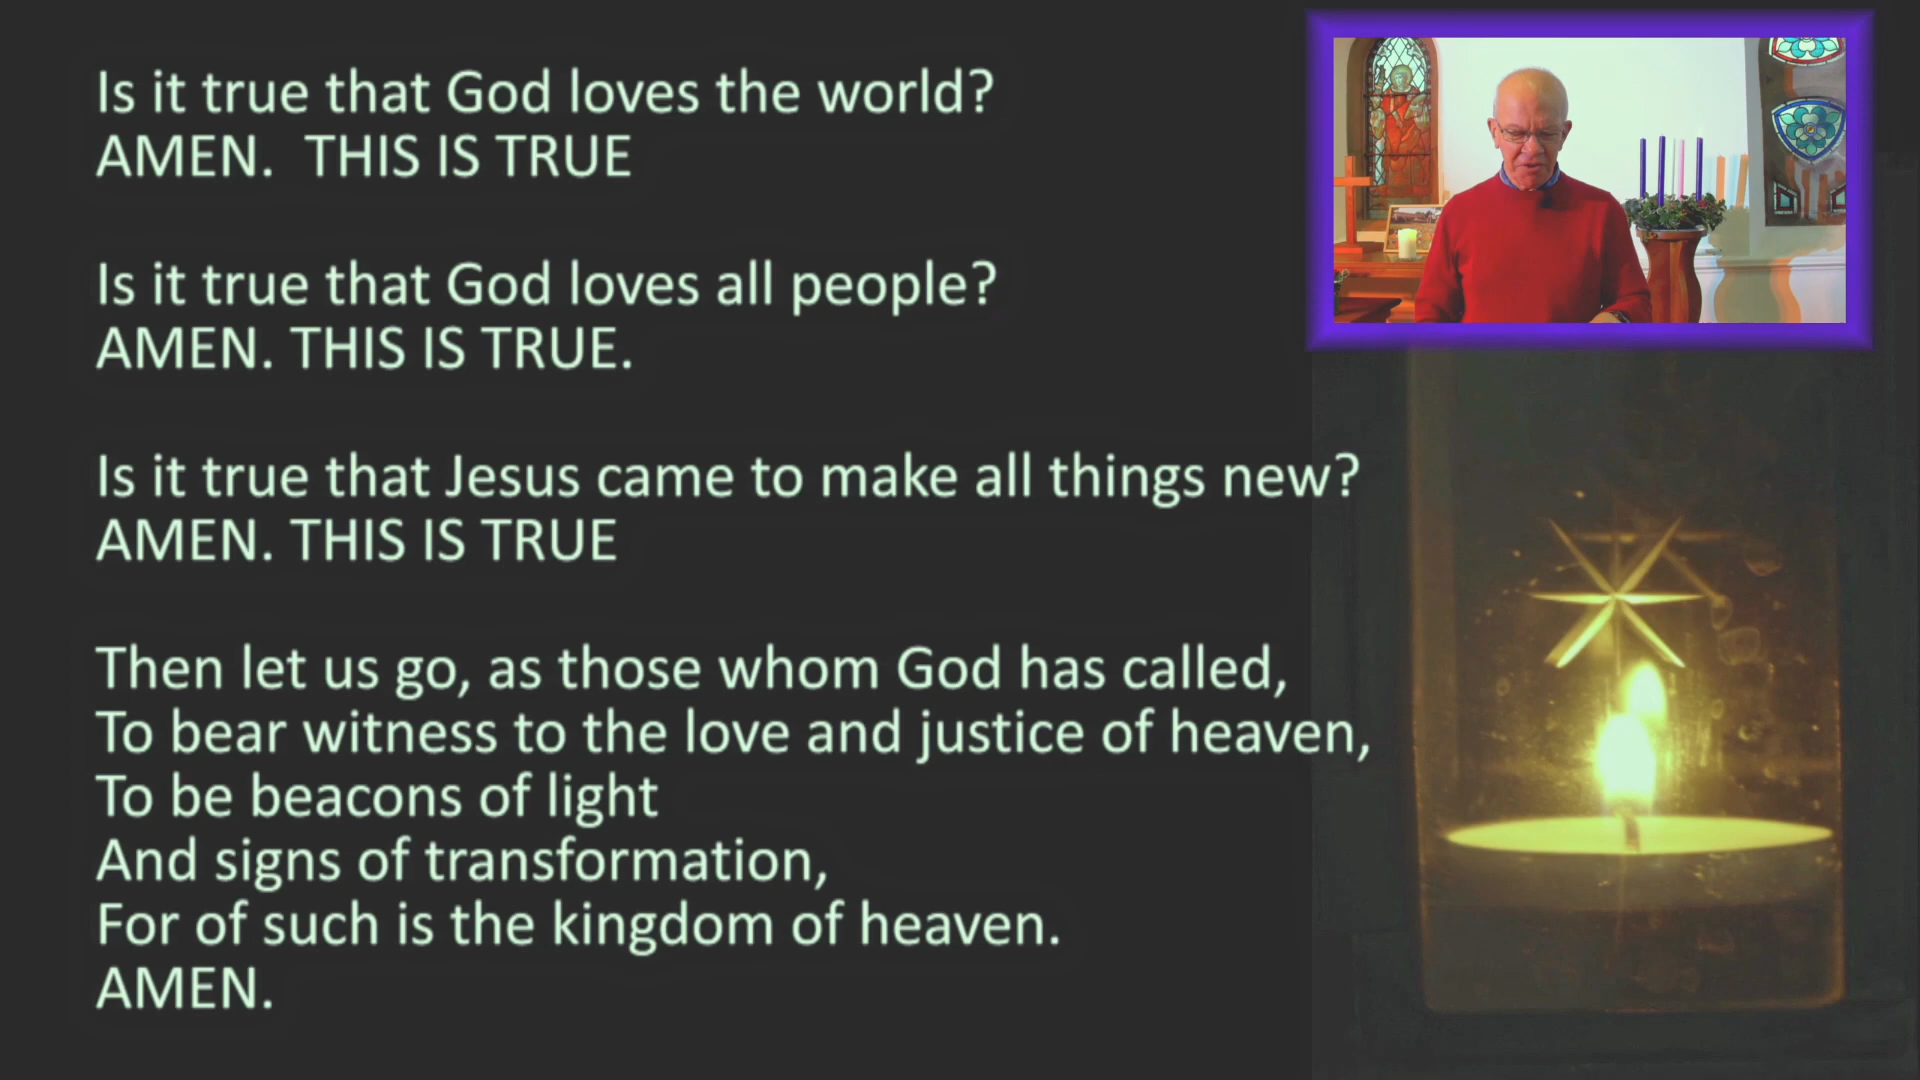 Is it true that God loves the world?
AMEN.  THIS IS TRUE
Is it true that God loves all people?
AMEN. THIS IS TRUE.
Is it true that Jesus came to make all things new?
AMEN. THIS IS TRUE
Then let us go, as those whom God has called,
To bear witness to the love and justice of heaven,
To be beacons of light
And signs of transformation,
For of such is the kingdom of heaven.
AMEN.